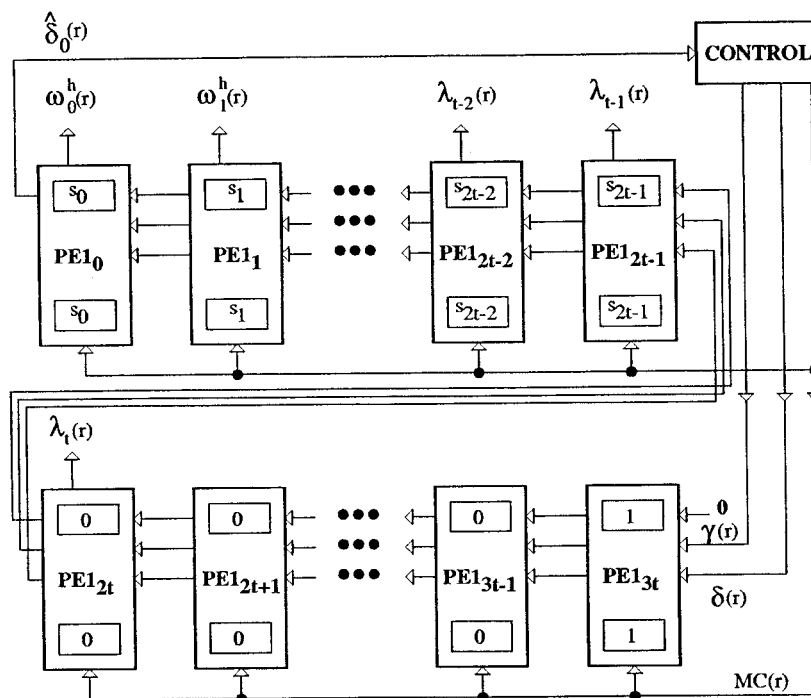 δ̂₀(r)
CONTROL
ω₀ʰ(r) ω₁ʰ(r) λₜ₋₂(r) λₜ₋₁(r)
s₀ s₁ ••• s₂ₜ₋₂ s₂ₜ₋₁
•••
PE1₀ PE1₁ ••• PE1₂ₜ₋₂ PE1₂ₜ₋₁
s₀ s₁ s₂ₜ₋₂ s₂ₜ₋₁
λₜ(r)
0 0 ••• 0 1 0
••• γ(r)
PE1₂ₜ PE1₂ₜ₊₁ ••• PE1₃ₜ₋₁ PE1₃ₜ
δ(r)
0 0 0 1
MC(r)